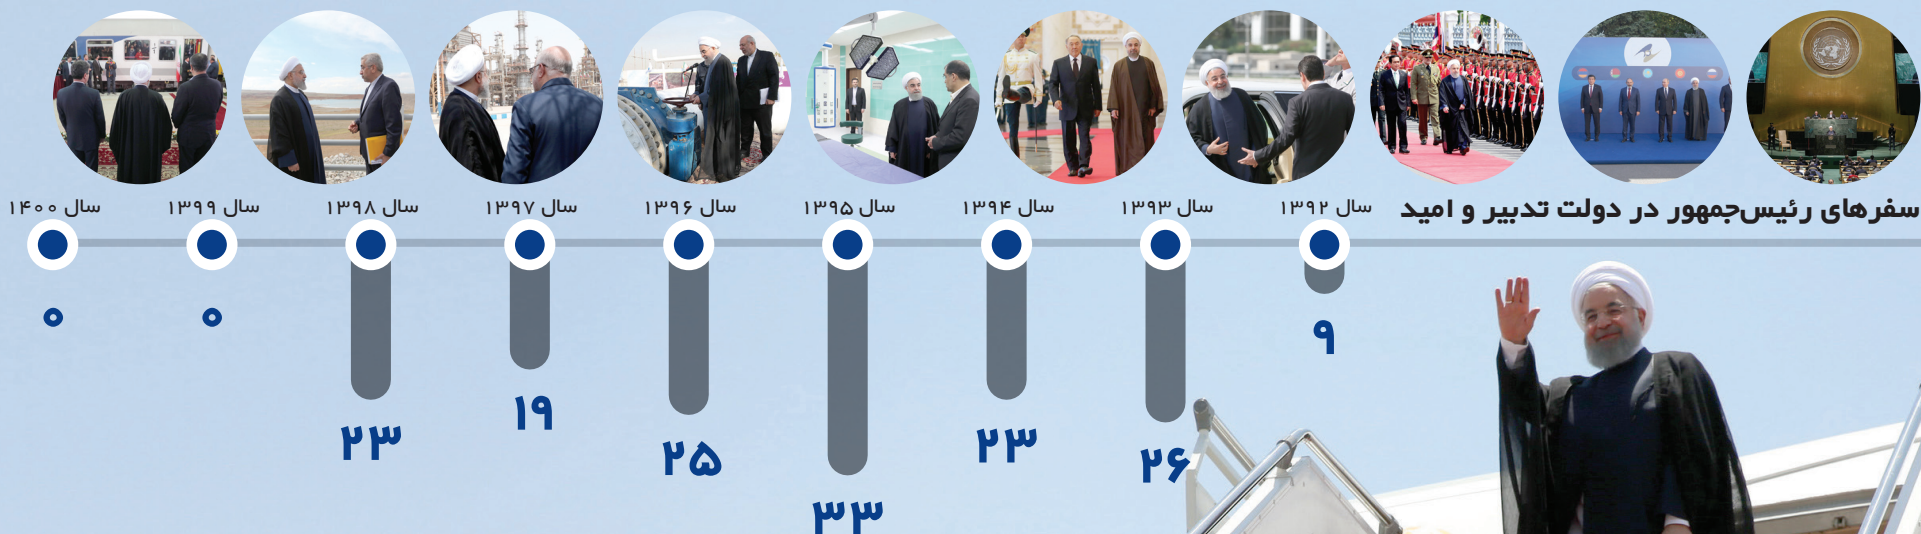 سفرهای رئیس‌جمهور در دولت تدبیر و امید
سال ۱۳۹۲
۹
سال ۱۳۹۳
۲۶
سال ۱۳۹۴
۲۳
سال ۱۳۹۵
۳۳
سال ۱۳۹۶
۲۵
سال ۱۳۹۷
۱۹
سال ۱۳۹۸
۲۳
سال ۱۳۹۹
۰
سال ۱۴۰۰
۰